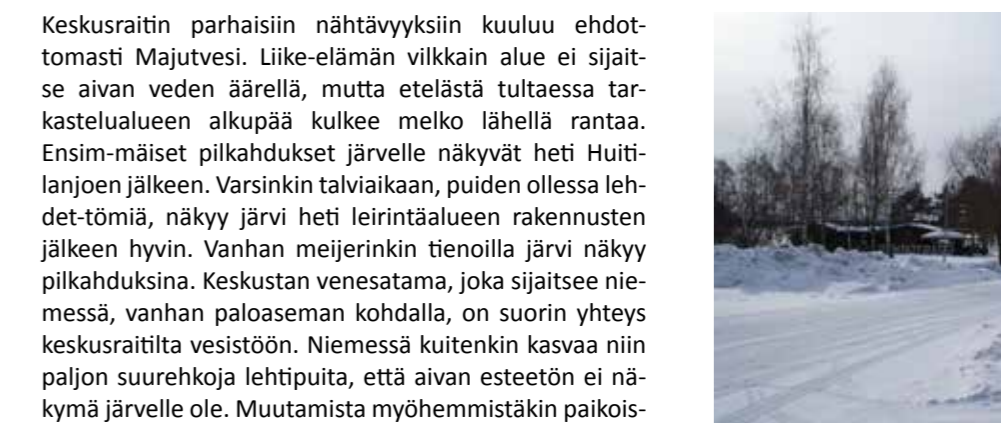 Keskusraitin parhaisiin nähtävyyksiin kuuluu ehdot-
tomasti Majutvesi. Liike-elämän vilkkain alue ei sijait-
se aivan veden äärellä, mutta etelästä tultaessa tar-
kastelualueen alkupää kulkee melko lähellä rantaa.
Ensim-mäiset pilkahdukset järvelle näkyvät heti Huiti-
lanjoen jälkeen. Varsinkin talviaikaan, puiden ollessa leh-
det-tömiä, näkyy järvi heti leirintäalueen rakennusten
jälkeen hyvin. Vanhan meijerinkin tienoilla järvi näkyy
pilkahduksina. Keskustan venesatama, joka sijaitsee nie-
messä, vanhan paloaseman kohdalla, on suorin yhteys
keskusraitilta vesistöön. Niemessä kuitenkin kasvaa niin
paljon suurehkoja lehtipuita, että aivan esteetön ei nä-
kymä järvelle ole. Muutamista myöhemmistäkin paikois-